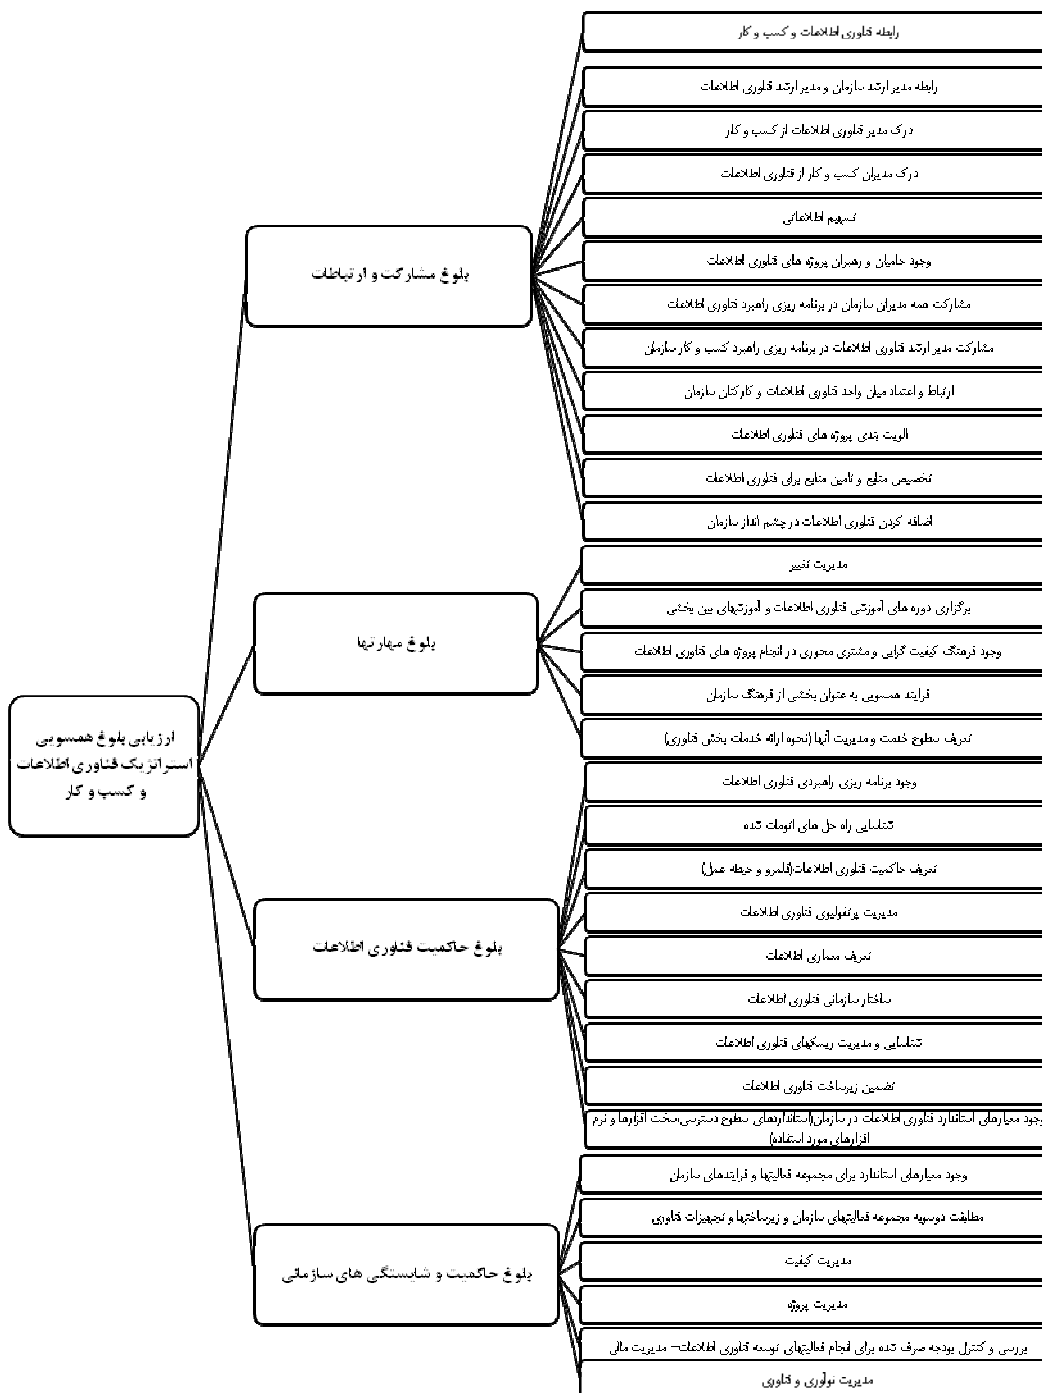 ارزیابی بلوغ همسویی
استراتژیک فناوری اطلاعات
و کسب و کار
بلوغ مشارکت و ارتباطات
رابطه فناوری اطلاعات و کسب و کار
رابطه مدیر ارشد سازمان و مدیر ارشد فناوری اطلاعات
درک مدیر فناوری اطلاعات از کسب و کار
درک مدیران کسب و کار از فناوری اطلاعات
تسهیم اطلاعاتی
وجود حامیان و رهبران پروژه های فناوری اطلاعات
مشارکت همه مدیران سازمان در برنامه ریزی راهبرد فناوری اطلاعات
مشارکت مدیر ارشد فناوری اطلاعات در برنامه ریزی راهبرد کسب و کار سازمان
ارتباط و اعتماد میان واحد فناوری اطلاعات و کارکنان سازمان
الویت بندی پروژه های فناوری اطلاعات
تخصیص منابع و تامین منابع برای فناوری اطلاعات
اضافه کردن فناوری اطلاعات در چشم انداز سازمان
بلوغ مهارتها
مدیریت تغییر
برگزاری دوره های آموزشی فناوری اطلاعات و آموزشهای بین بخشی
وجود فرهنگ کیفیت گرایی و مشتری محوری در انجام پروژه های فناوری اطلاعات
فرایند همسویی به عنوان بخشی از فرهنگ سازمان
تعریف سطوح خدمت و مدیریت آنها (نحوه ارائه خدمات بخش فناوری)
بلوغ حاکمیت فناوری اطلاعات
وجود برنامه ریزی راهبردی فناوری اطلاعات
شناسایی راه حل های اتومات شده
تعریف حاکمیت فناوری اطلاعات(قلمرو و حیطه عمل)
مدیریت پرتفولیوی فناوری اطلاعات
تعریف معماری اطلاعات
ساختار سازمانی فناوری اطلاعات
شناسایی و مدیریت ریسکهای فناوری اطلاعات
تضمین زیرساخت فناوری اطلاعات
وجود معیارهای استاندارد فناوری اطلاعات در سازمان(استانداردهای سطوح دسترسی،سخت افزارها و نرم
افزارهای مورد استفاده)
بلوغ حاکمیت و شایستگی های سازمانی
وجود معیارهای استاندارد برای مجموعه فعالیتها و فرایندهای سازمان
مطابقت دوسویه مجموعه فعالیتهای سازمان و زیرساختها و تجهیزات فناوری
مدیریت کیفیت
مدیریت پروژه
بررسی و کنترل بودجه صرف شده برای انجام فعالیتهای توسعه فناوری اطلاعات– مدیریت مالی
مدیریت نوآوری و فناوری